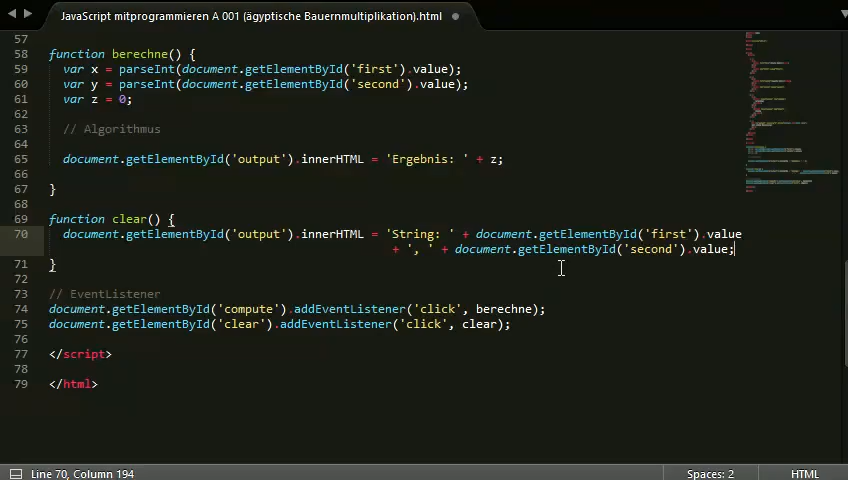 JavaScript mitprogrammieren A 001 (ägyptische Bauernmultiplikation).html
57
58 function berechne() {
59 var x = parseInt(document.getElementById('first').value);
60 var y = parseInt(document.getElementById('second').value);
61 var z = 0;
62
63 // Algorithmus
64
65 document.getElementById('output').innerHTML = 'Ergebnis: ' + z;
66
67 }
68
69 function clear() {
70 document.getElementById('output').innerHTML = 'String: ' + document.getElementById('first').value
+ ', ' + document.getElementById('second').value;
71 }
72
73 // EventListener
74 document.getElementById('compute').addEventListener('click', berechne);
75 document.getElementById('clear').addEventListener('click', clear);
76
77 </script>
78
79 </html>
Line 70, Column 194 Spaces: 2 HTML